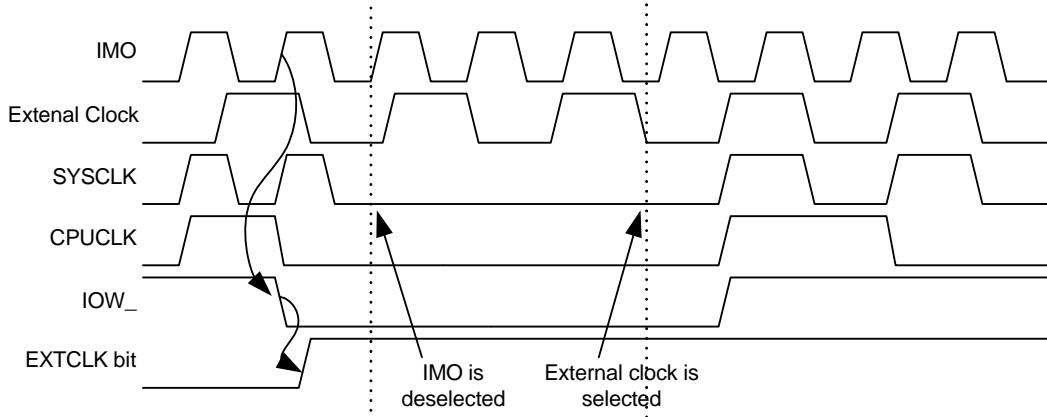 IMO
Extenal Clock
SYSCLK
CPUCLK
IOW_
EXTCLK bit
IMO is
deselected
External clock is
selected